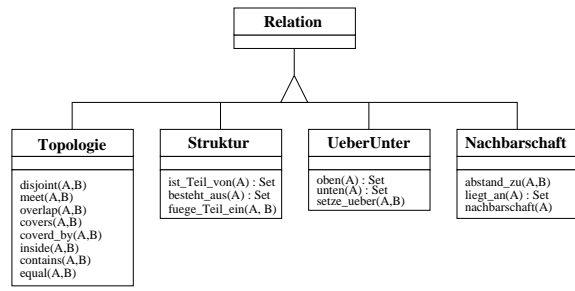 Relation
Topologie
disjoint(A,B)
meet(A,B)
overlap(A,B)
covers(A,B)
coverd_by(A,B)
inside(A,B)
contains(A,B)
equal(A,B)
Struktur
ist_Teil_von(A) : Set
besteht_aus(A) : Set
fuege_Teil_ein(A, B)
UeberUnter
oben(A) : Set
unten(A) : Set
setze_ueber(A,B)
Nachbarschaft
abstand_zu(A,B)
liegt_an(A) : Set
nachbarschaft(A)